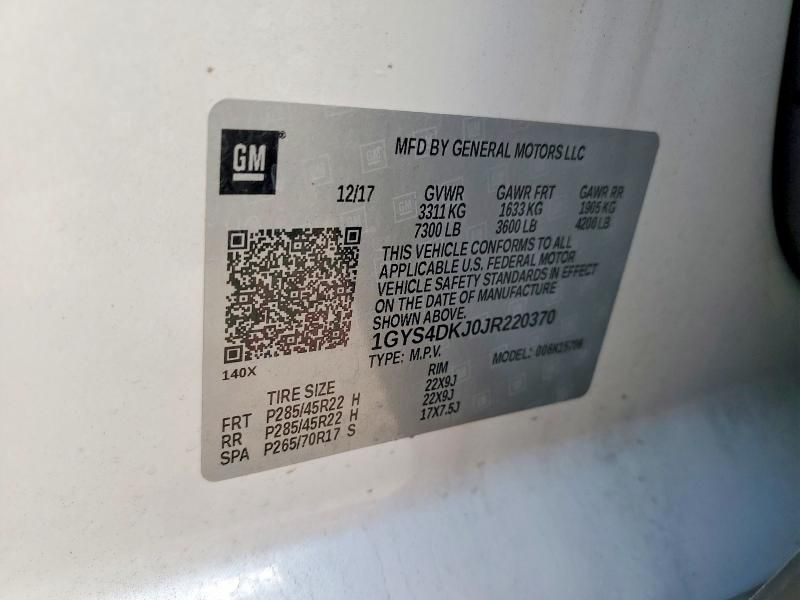 GM
MFD BY GENERAL MOTORS LLC
12/17 GVWR GAWR FRT GAWR RR
3311 KG 1633 KG 1905 KG
7300 LB 3600 LB 4200 LB
THIS VEHICLE CONFORMS TO ALL
APPLICABLE U.S. FEDERAL MOTOR
VEHICLE SAFETY STANDARDS IN EFFECT
ON THE DATE OF MANUFACTURE
SHOWN ABOVE.
1GYS4DKJ0JR220370
TYPE: M.P.V. MODEL:
140X
TIRE SIZE RIM
FRT P285/45R22 H 22X9J
RR P285/45R22 H 22X9J
SPA P265/70R17 S 17X7.5J